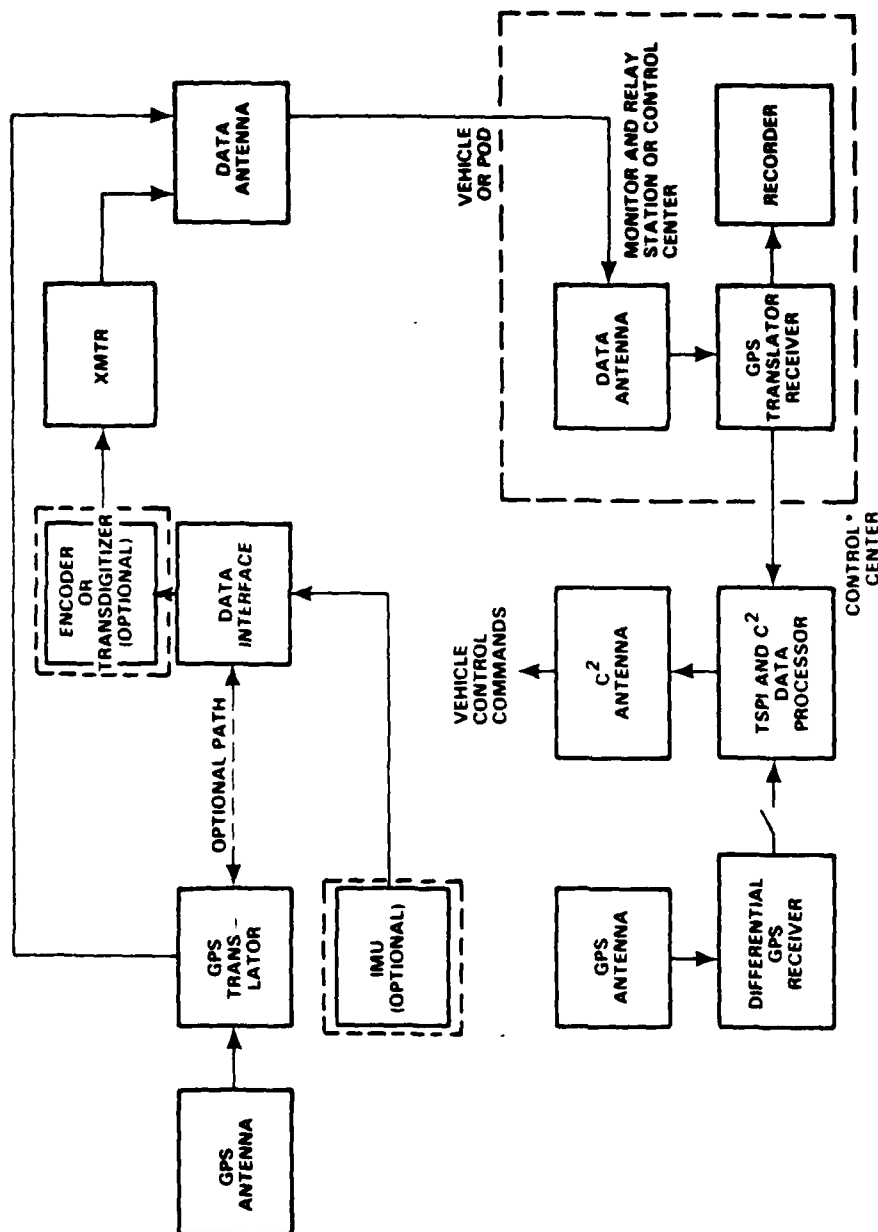 GPS
ANTENNA
GPS
TRANS –
LATOR
OPTIONAL PATH
IMU
(OPTIONAL)
DATA
INTERFACE
ENCODER
OR
TRANSDIGITIZER
(OPTIONAL)
XMTR
DATA
ANTENNA
VEHICLE
OR POD
GPS
ANTENNA
DIFFERENTIAL
GPS
RECEIVER
VEHICLE
CONTROL
COMMANDS
C² 
ANTENNA
TSPI AND C²
DATA
PROCESSOR
CONTROL*
CENTER
MONITOR AND RELAY
STATION OR CONTROL
CENTER
DATA
ANTENNA
GPS
TRANSLATOR
RECEIVER
RECORDER